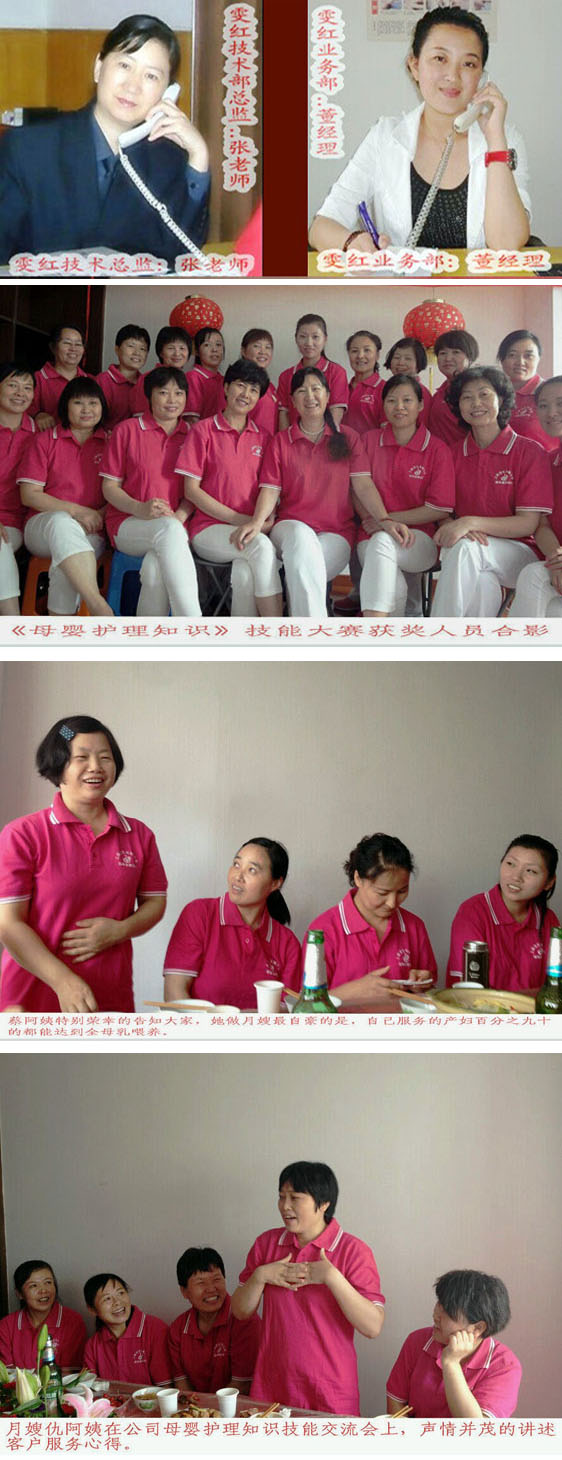 雯红技术部总监：张老师
雯红技术总监：张老师
雯红业务部：董经理
雯红业务部：董经理
《母婴护理知识》技能大赛获奖人员合影
蔡阿姨特别荣幸的告知大家，她做月嫂最自豪的是，自己服务的产妇百分之九十
的都能达到全母乳喂养。
月嫂仇阿姨在公司母婴护理知识技能交流会上，声情并茂的讲述
客户服务心得。